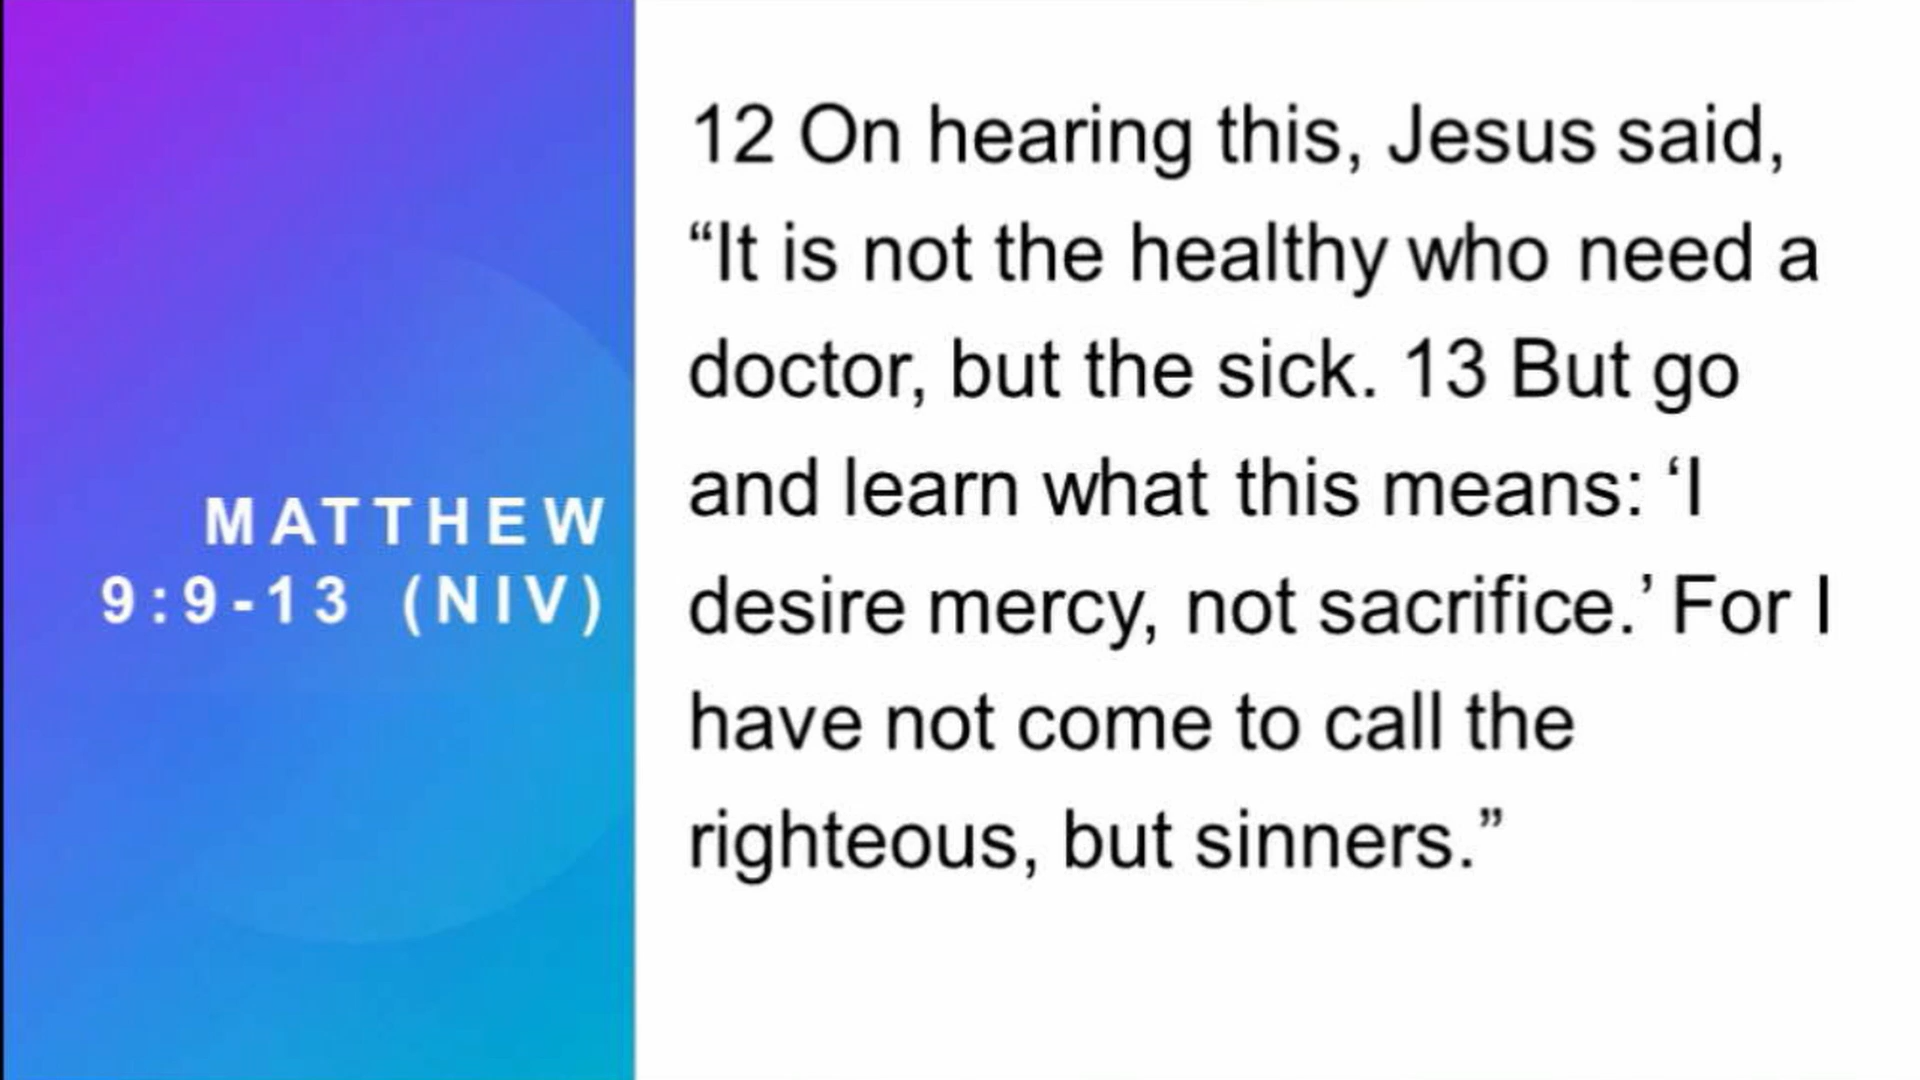 MATTHEW
9:9-13 (NIV)
12 On hearing this, Jesus said,
“It is not the healthy who need a
doctor, but the sick. 13 But go
and learn what this means: ‘I
desire mercy, not sacrifice.’ For I
have not come to call the
righteous, but sinners.”